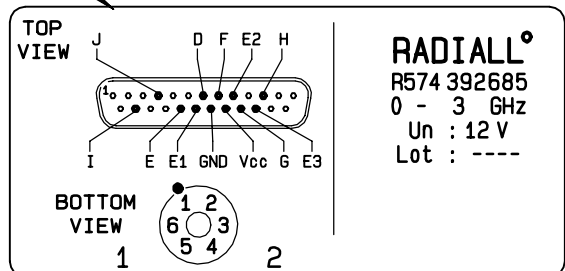 TOP
VIEW
J D F E2 H
1
I E E1 GND Vcc G E3
BOTTOM
VIEW
1 2
6 3
5 4
1 2
RADIALL°
R574 392685
0 - 3 GHz
Un : 12 V
Lot : ----